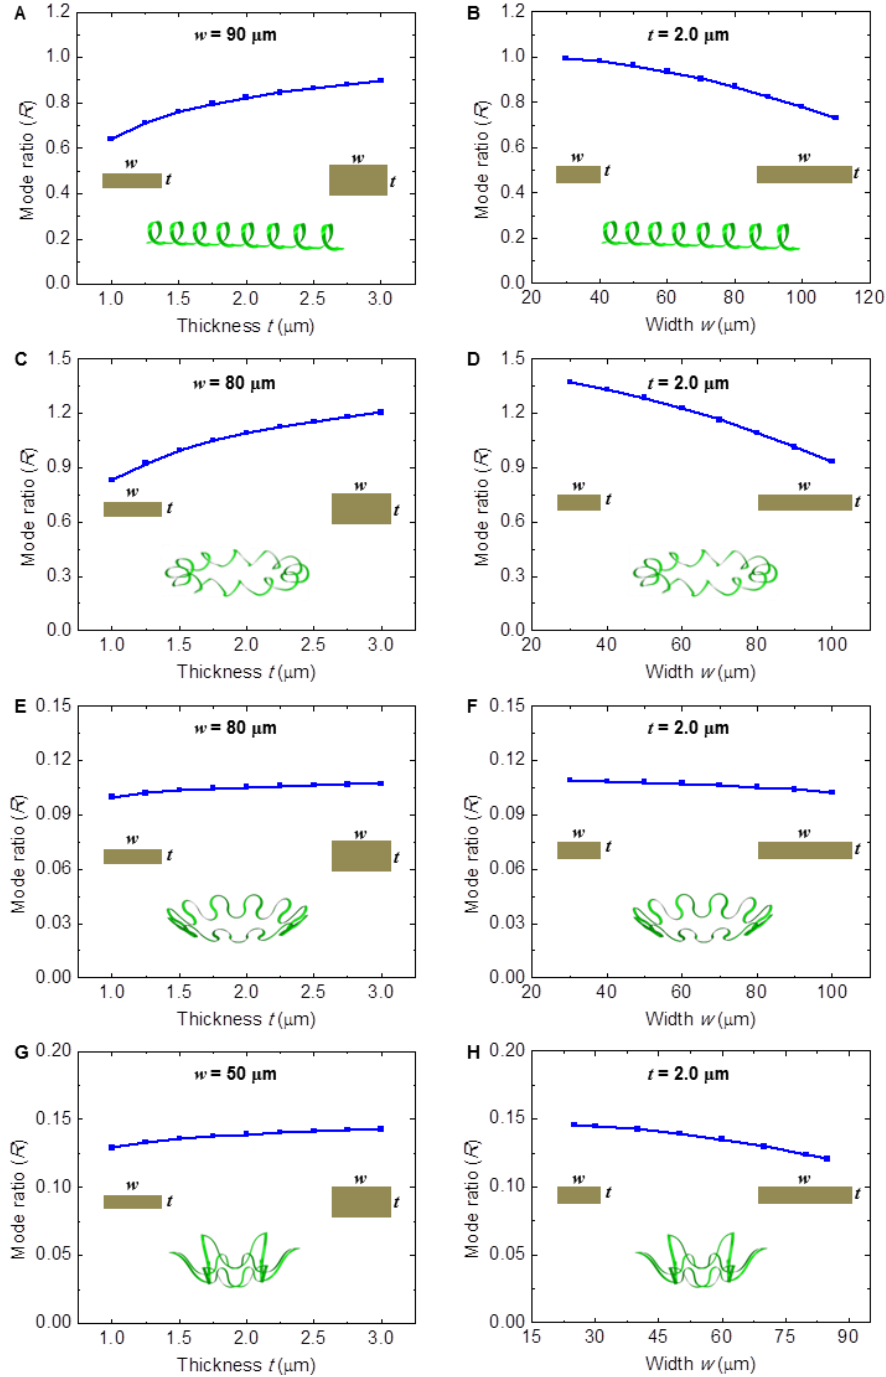 A
w = 90 µm
1.2
1.0
0.8
0.6
0.4
0.2
0.0
Mode ratio (R)
w
t
w
t
1.0
1.5
2.0
2.5
3.0
Thickness t (µm)
B
t = 2.0 µm
1.2
1.0
0.8
0.6
0.4
0.2
0.0
Mode ratio (R)
w
w
t
20
40
60
80
100
120
Width w (µm)
C
w = 80 µm
1.5
1.2
0.9
0.6
0.3
0.0
Mode ratio (R)
w
t
w
t
1.0
1.5
2.0
2.5
3.0
Thickness t (µm)
D
t = 2.0 µm
1.5
1.2
0.9
0.6
0.3
0.0
Mode ratio (R)
w
w
t
20
40
60
80
100
Width w (µm)
E
w = 80 µm
0.15
0.12
0.09
0.06
0.03
0.00
Mode ratio (R)
w
t
w
t
1.0
1.5
2.0
2.5
3.0
Thickness t (µm)
F
t = 2.0 µm
0.15
0.12
0.09
0.06
0.03
0.00
Mode ratio (R)
w
w
t
20
40
60
80
100
Width w (µm)
G
w = 50 µm
0.20
0.15
0.10
0.05
0.00
Mode ratio (R)
w
t
w
t
1.0
1.5
2.0
2.5
3.0
Thickness t (µm)
H
t = 2.0 µm
0.20
0.15
0.10
0.05
0.00
Mode ratio (R)
w
w
t
15
30
45
60
75
90
Width w (µm)